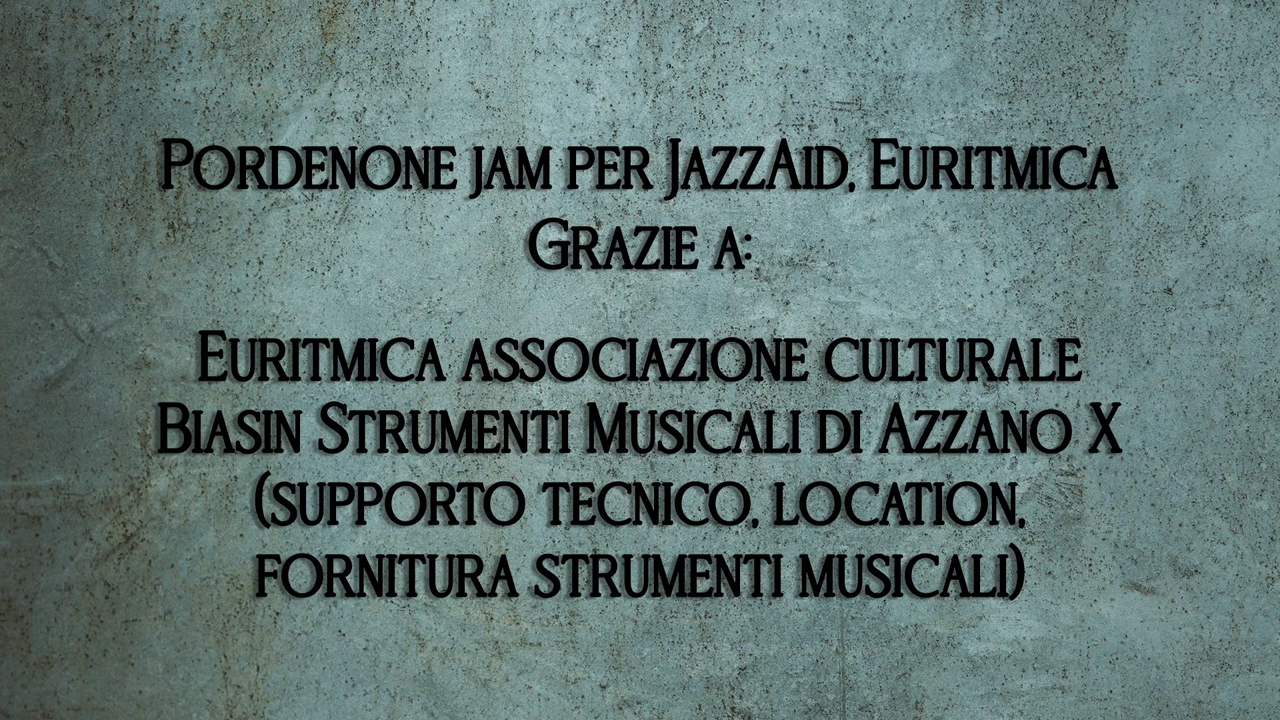 Pordenone jam per JazzAid, Euritmica
Grazie a:
Euritmica associazione culturale
Biasin Strumenti Musicali di Azzano X
(supporto tecnico, location,
fornitura strumenti musicali)